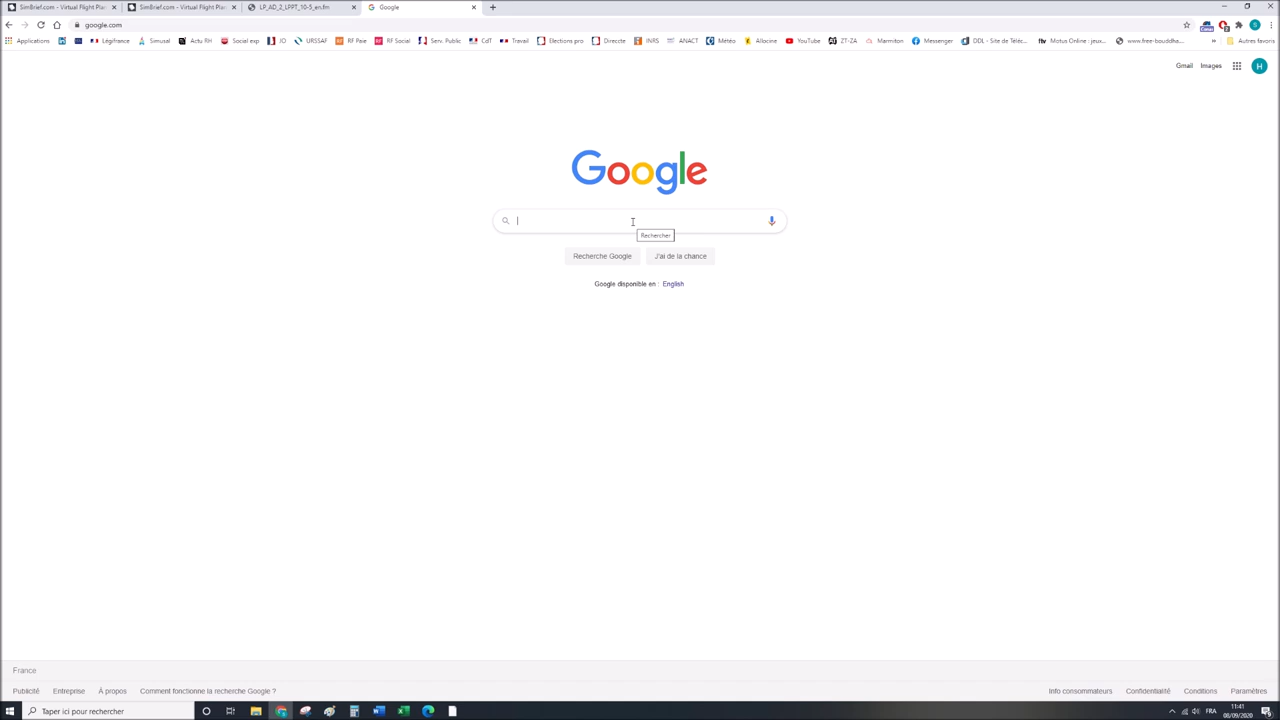 SimBrief.com - Virtual Flight Plan
SimBrief.com - Virtual Flight Plan
LP_AD_2_LPPT_10-5_en.fm
Google
google.com
Applications
Légifrance
Simusal
Actu RH
Social exp
IO
URSSAF
RF Paie
RF Social
Serv. Public
CdT
Travail
Elections pro
Direccte
INRS
ANACT
Météo
Allocine
YouTube
ZT-ZA
Marmiton
Messenger
DDL - Site de Téléc...
Motus Online : jeux...
www.free-bouddha...
Autres favoris
Gmail
Images
H
Google
Rechercher
Recherche Google
J'ai de la chance
Google disponible en : English
France
Publicité
Entreprise
À propos
Comment fonctionne la recherche Google ?
Info consommateurs
Confidentialité
Conditions
Paramètres
Taper ici pour rechercher
FRA
11:41
08/09/2020